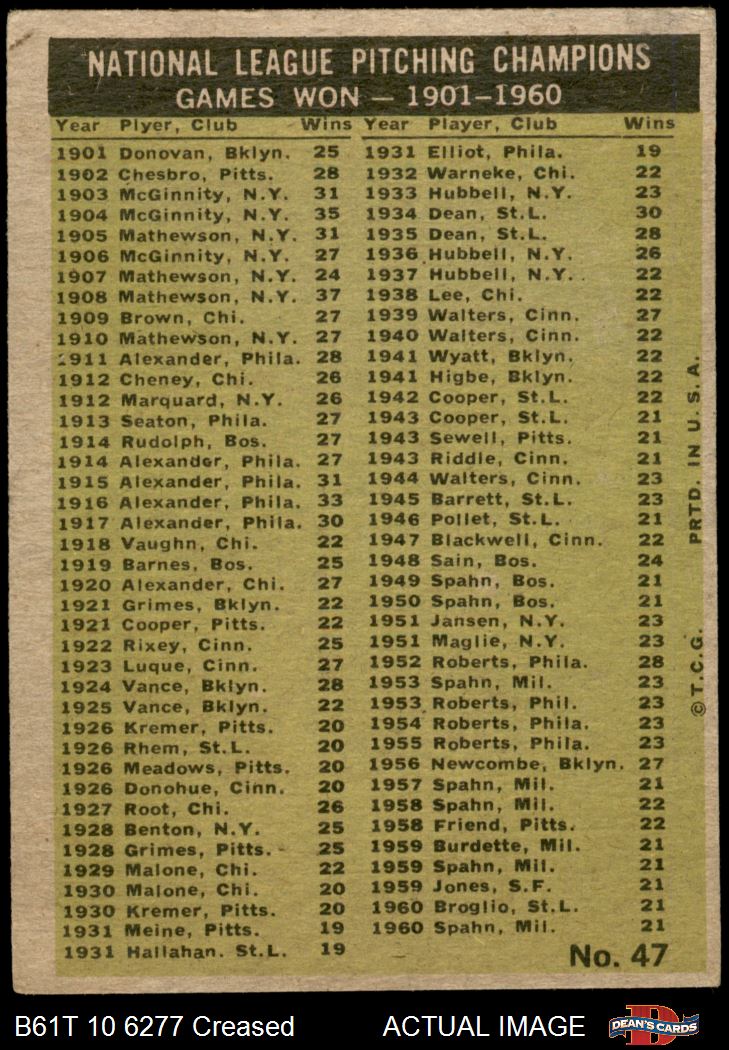 NATIONAL LEAGUE PITCHING CHAMPIONS
GAMES WON — 1901-1960
Year Plyer, Club Wins
1901 Donovan, Bklyn. 25
1902 Chesbro, Pitts. 28
1903 McGinnity, N.Y. 31
1904 McGinnity, N.Y. 35
1905 Mathewson, N.Y. 31
1906 McGinnity, N.Y. 27
1907 Mathewson, N.Y. 24
1908 Mathewson, N.Y. 37
1909 Brown, Chi. 27
1910 Mathewson, N.Y. 27
1911 Alexander, Phila. 28
1912 Cheney, Chi. 26
1912 Marquard, N.Y. 26
1913 Seaton, Phila. 27
1914 Rudolph, Bos. 27
1914 Alexander, Phila. 27
1915 Alexander, Phila. 31
1916 Alexander, Phila. 33
1917 Alexander, Phila. 30
1918 Vaughn, Chi. 22
1919 Barnes, Bos. 25
1920 Alexander, Chi. 27
1921 Grimes, Bklyn. 22
1921 Cooper, Pitts. 22
1922 Rixey, Cinn. 25
1923 Luque, Cinn. 27
1924 Vance, Bklyn. 28
1925 Vance, Bklyn. 22
1926 Kremer, Pitts. 20
1926 Rhem, St.L. 20
1926 Meadows, Pitts. 20
1926 Donohue, Cinn. 20
1927 Root, Chi. 26
1928 Benton, N.Y. 25
1928 Grimes, Pitts. 25
1929 Malone, Chi. 22
1930 Malone, Chi. 20
1930 Kremer, Pitts. 20
1931 Meine, Pitts. 19
1931 Hallahan. St.L. 19
Year Player, Club Wins
1931 Elliot, Phila. 19
1932 Warneke, Chi. 22
1933 Hubbell, N.Y. 23
1934 Dean, St.L. 30
1935 Dean, St.L. 28
1936 Hubbell, N.Y. 26
1937 Hubbell, N.Y. 22
1938 Lee, Chi. 22
1939 Walters, Cinn. 27
1940 Walters, Cinn. 22
1941 Wyatt, Bklyn. 22
1941 Higbe, Bklyn. 22
1942 Cooper, St.L. 22
1943 Cooper, St.L. 21
1943 Sewell, Pitts. 21
1943 Riddle, Cinn. 21
1944 Walters, Cinn. 23
1945 Barrett, St.L. 23
1946 Pollet, St.L. 21
1947 Blackwell, Cinn. 22
1948 Sain, Bos. 24
1949 Spahn, Bos. 21
1950 Spahn, Bos. 21
1951 Jansen, N.Y. 23
1951 Maglie, N.Y. 23
1952 Roberts, Phila. 28
1953 Spahn, Mil. 23
1953 Roberts, Phil. 23
1954 Roberts, Phila. 23
1955 Roberts, Phila. 23
1956 Newcombe, Bklyn. 27
1957 Spahn, Mil. 21
1958 Spahn, Mil. 22
1958 Friend, Pitts. 22
1959 Burdette, Mil. 21
1959 Spahn, Mil. 21
1959 Jones, S.F. 21
1960 Broglio, St.L. 21
1960 Spahn, Mil. 21
No. 47
©T.C.G. PRTD. IN U.S.A.
B61T 10 6277 Creased
ACTUAL IMAGE
DEAN'S CARDS